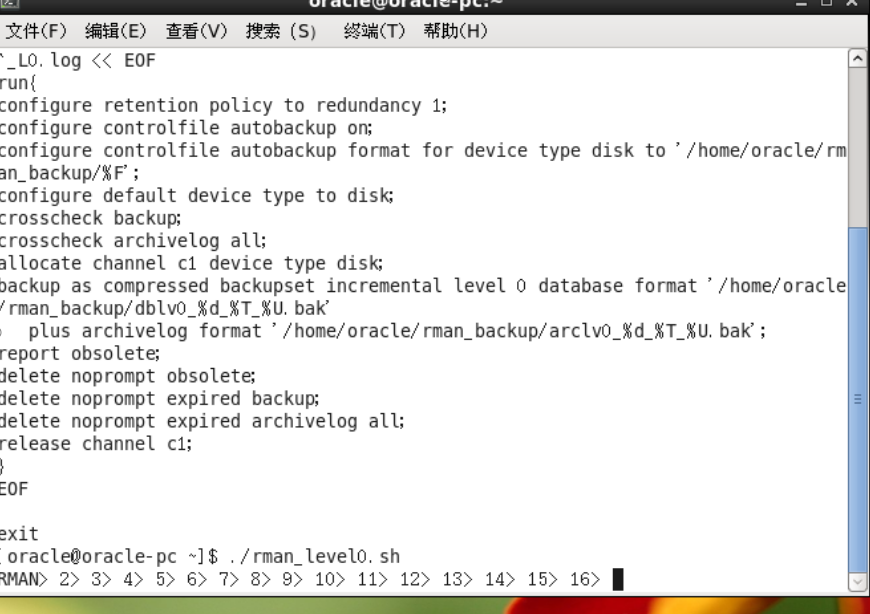 oracle@oracle-pc:~
文件(F) 编辑(E) 查看(V) 搜索 (S) 终端(T) 帮助(H)
`_L0.log << EOF
run{
configure retention policy to redundancy 1;
configure controlfile autobackup on;
configure controlfile autobackup format for device type disk to '/home/oracle/rm
an_backup/%F';
configure default device type to disk;
crosscheck backup;
crosscheck archivelog all;
allocate channel c1 device type disk;
backup as compressed backupset incremental level 0 database format '/home/oracle
/rman_backup/dblv0_%d_%T_%U.bak'
plus archivelog format '/home/oracle/rman_backup/arclv0_%d_%T_%U.bak';
report obsolete;
delete noprompt obsolete;
delete noprompt expired backup;
delete noprompt expired archivelog all;
release channel c1;
}
EOF
exit
[oracle@oracle-pc ~]$ ./rman_level0.sh
RMAN> 2> 3> 4> 5> 6> 7> 8> 9> 10> 11> 12> 13> 14> 15> 16>